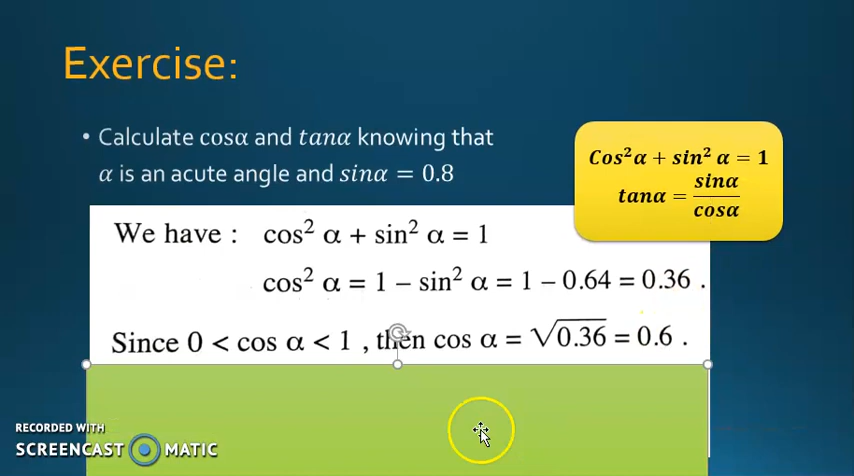 Exercise:
• Calculate cosα and tanα knowing that
α is an acute angle and sinα = 0.8
Cos²α + sin² α = 1
tanα = sinα/cosα
We have : cos² α + sin² α = 1
cos² α = 1 − sin² α = 1 − 0.64 = 0.36 .
Since 0 < cos α < 1 , then cos α = √0.36 = 0.6 .
RECORDED WITH
SCREENCAST MATIC